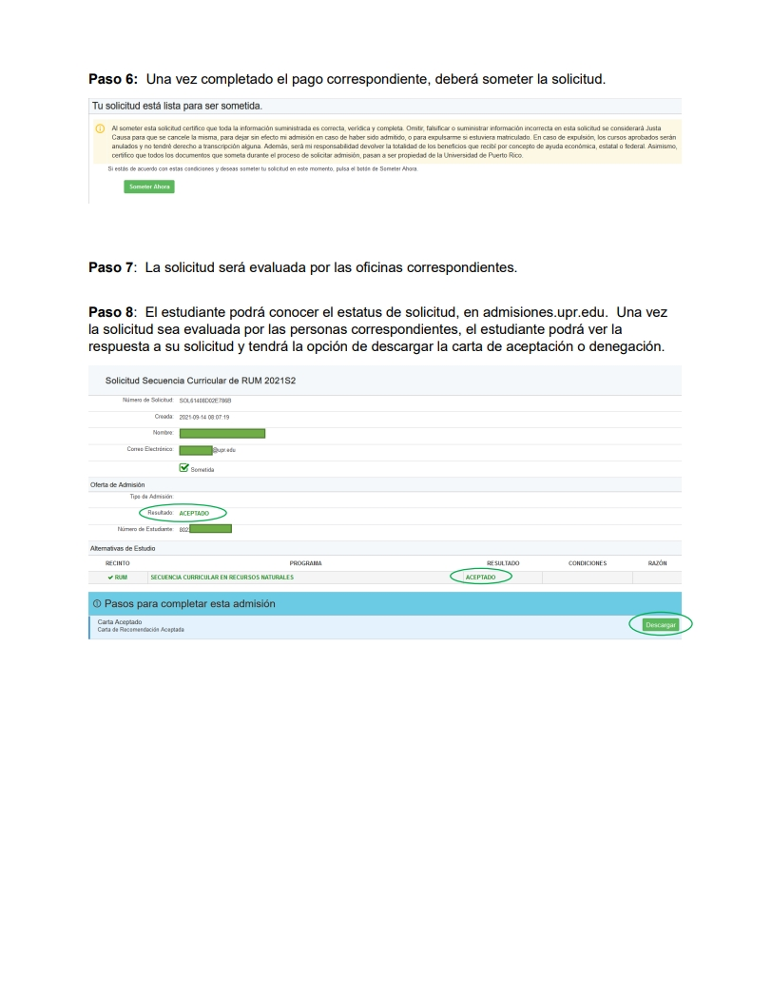 Paso 6:  Una vez completado el pago correspondiente, deberá someter la solicitud.
Tu solicitud está lista para ser sometida.
Al someter esta solicitud certifico que toda la información suministrada es correcta, verídica y completa. Omitir, falsificar o suministrar información incorrecta en esta solicitud se considerará Justa
Causa para que se cancele la misma, para dejar sin efecto mi admisión en caso de haber sido admitido, o para expulsarme si estuviera matriculado. En caso de expulsión, los cursos aprobados serán
anulados y no tendré derecho a transcripción alguna. Además, será mi responsabilidad devolver la totalidad de los beneficios que recibí por concepto de ayuda económica, estatal o federal. Asimismo,
certifico que todos los documentos que someta durante el proceso de solicitar admisión, pasan a ser propiedad de la Universidad de Puerto Rico.
Si estás de acuerdo con estas condiciones y deseas someter tu solicitud en este momento, pulsa el botón de Someter Ahora.
Someter Ahora
Paso 7:  La solicitud será evaluada por las oficinas correspondientes.
Paso 8:  El estudiante podrá conocer el estatus de solicitud, en admisiones.upr.edu.  Una vez
la solicitud sea evaluada por las personas correspondientes, el estudiante podrá ver la
respuesta a su solicitud y tendrá la opción de descargar la carta de aceptación o denegación.
Solicitud Secuencia Curricular de RUM 2021S2
Número de Solicitud: SOL61408D02E786B
Creada: 2021-09-14 08:07:19
Nombre:
Correo Electrónico: @upr.edu
Sometida
Oferta de Admisión
Tipo de Admisión:
Resultado: ACEPTADO
Número de Estudiante: 802
Alternativas de Estudio
RECINTO PROGRAMA RESULTADO CONDICIONES RAZÓN
RUM SECUENCIA CURRICULAR EN RECURSOS NATURALES ACEPTADO
Pasos para completar esta admisión
Carta Aceptado
Carta de Recomendación Aceptada
Descargar